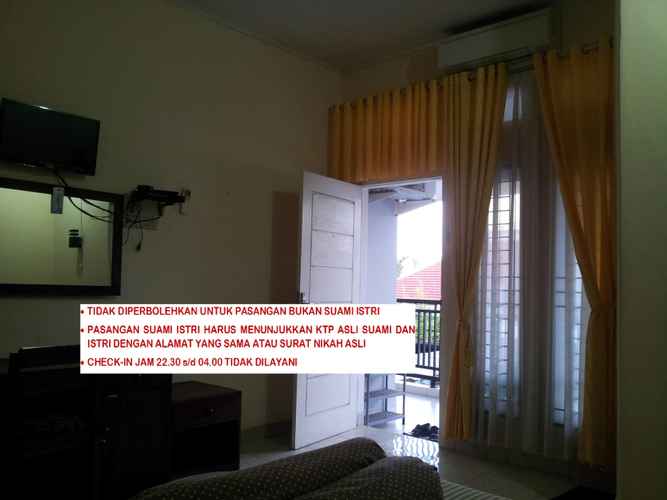 • TIDAK DIPERBOLEHKAN UNTUK PASANGAN BUKAN SUAMI ISTRI
• PASANGAN SUAMI ISTRI HARUS MENUNJUKKAN KTP ASLI SUAMI DAN
ISTRI DENGAN ALAMAT YANG SAMA ATAU SURAT NIKAH ASLI
• CHECK-IN JAM 22.30 s/d 04.00 TIDAK DILAYANI